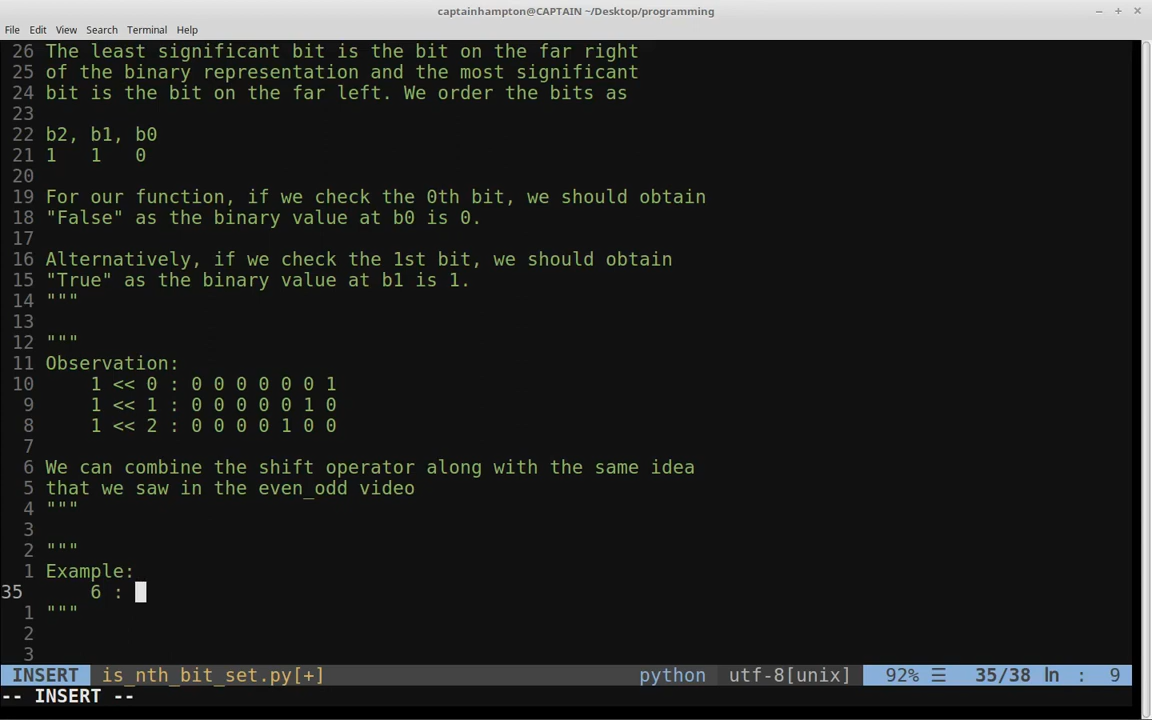 captainhampton@CAPTAIN ~/Desktop/programming
File Edit View Search Terminal Help
26 The least significant bit is the bit on the far right
25 of the binary representation and the most significant
24 bit is the bit on the far left. We order the bits as
23
22 b2, b1, b0
21 1   1   0
20
19 For our function, if we check the 0th bit, we should obtain
18 "False" as the binary value at b0 is 0.
17
16 Alternatively, if we check the 1st bit, we should obtain
15 "True" as the binary value at b1 is 1.
14 """
13
12 """
11 Observation:
10     1 << 0 : 0 0 0 0 0 0 1
9     1 << 1 : 0 0 0 0 0 1 0
8     1 << 2 : 0 0 0 0 1 0 0
7
6 We can combine the shift operator along with the same idea
5 that we saw in the even_odd video
4 """
3
2 """
1 Example:
35     6 :
1 """
2
3
INSERT is_nth_bit_set.py[+] python utf-8[unix] 92% ☰ 35/38 ln : 9
-- INSERT --